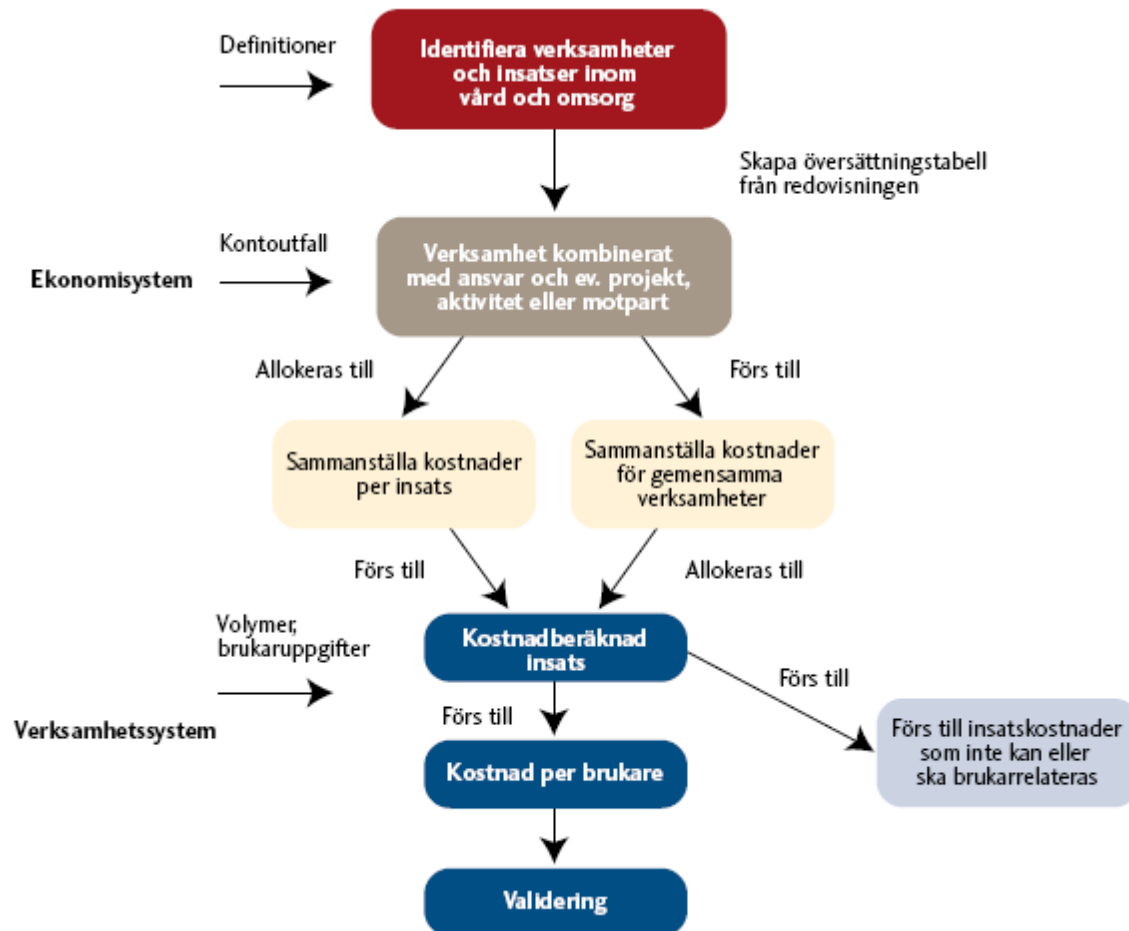 Definitioner
Identifiera verksamheter
och insatser inom
vård och omsorg
Skapa översättningstabell
från redovisningen
Kontoutfall
Ekonomisystem
Verksamhet kombinerat
med ansvar och ev. projekt,
aktivitet eller motpart
Allokeras till
Förs till
Sammanställa kostnader
per insats
Sammanställa kostnader
för gemensamma
verksamheter
Förs till
Allokeras till
Volymer,
brukaruppgifter
Verksamhetssystem
Kostnadberäknad
insats
Förs till
Förs till
Förs till insatskostnader
som inte kan eller
ska brukarrelateras
Kostnad per brukare
Validering